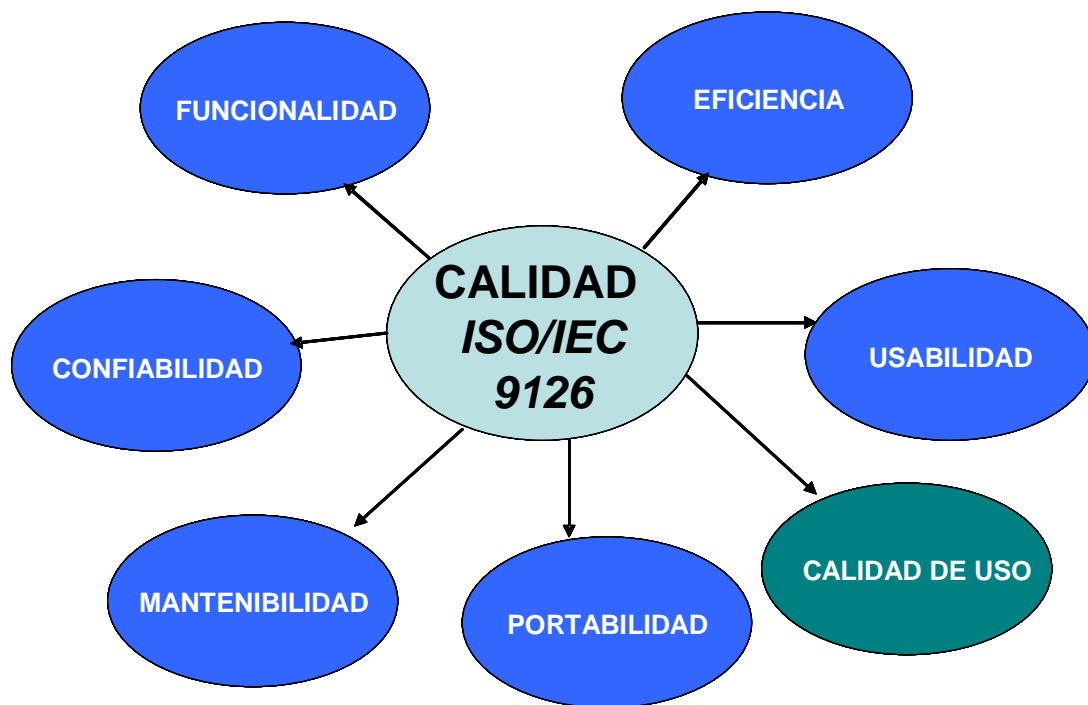 FUNCIONALIDAD
EFICIENCIA
CALIDAD
ISO/IEC
9126
CONFIABILIDAD
USABILIDAD
MANTENIBILIDAD
PORTABILIDAD
CALIDAD DE USO